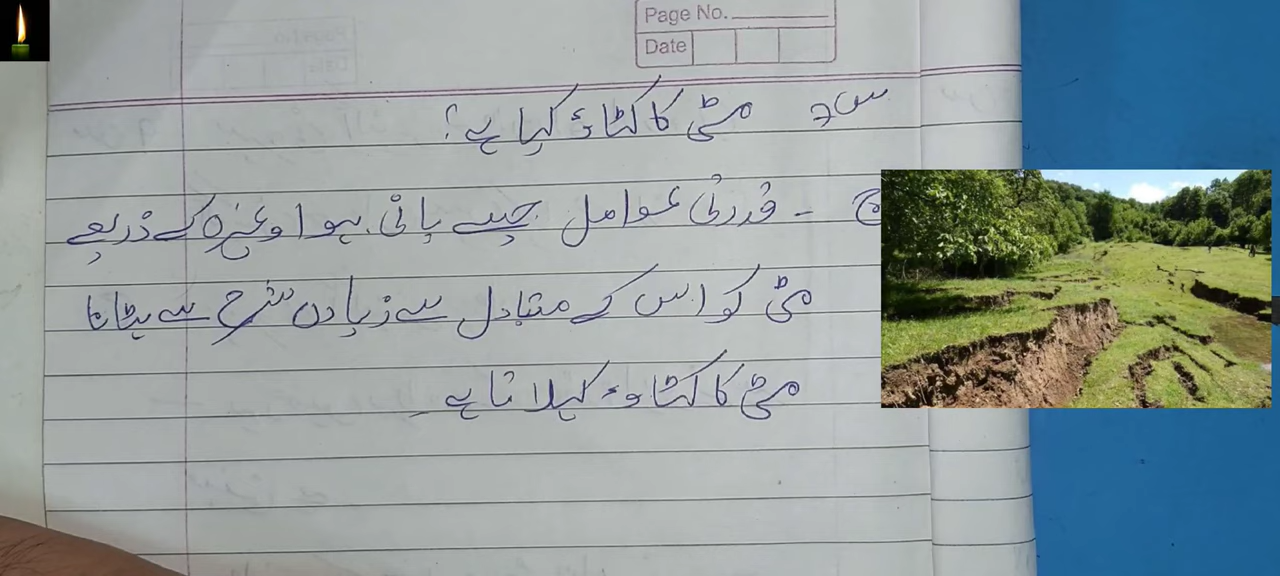 Page No.
Date
س و مٹی کا کٹاؤ کیا ہے؟
ج - قدرتی عوامل جیسے پانی ہوا وغیرہ کے ذریعے
مٹی کو اس کے متبادل سے زیادہ شرح سے ہٹانا
مٹی کا کٹاوء کہلاتا ہے